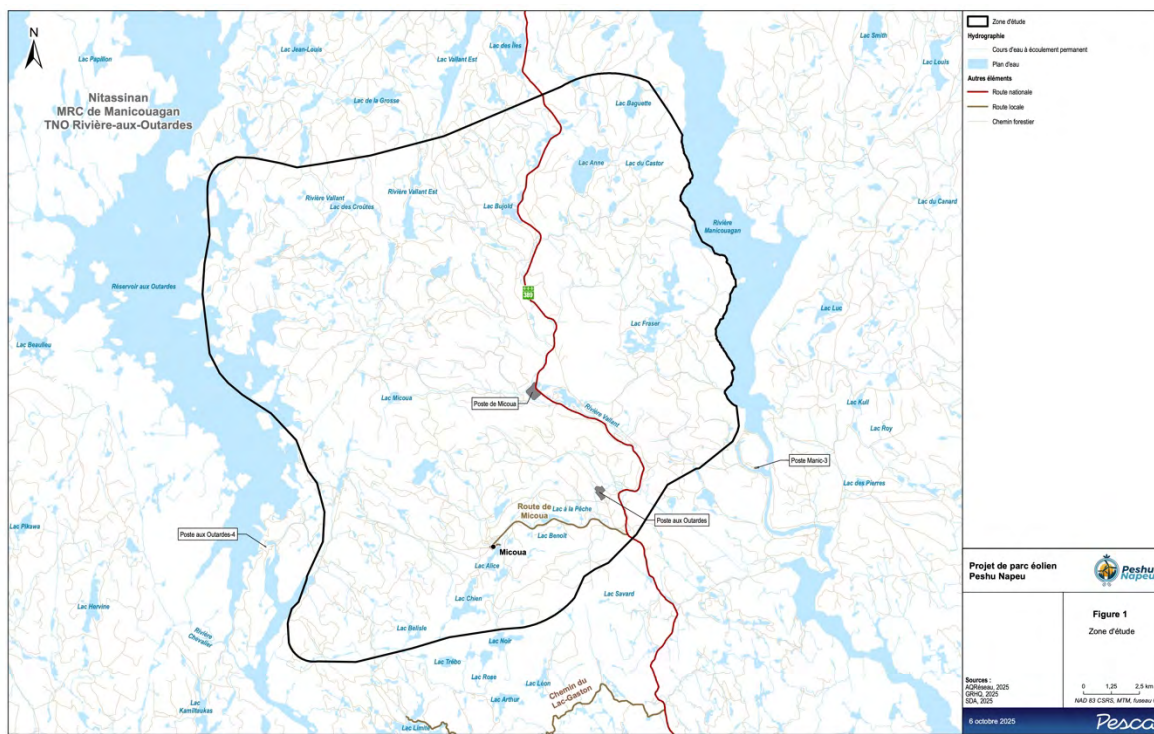 N
Nitassinan
MRC de Manicouagan
TNO Rivière-aux-Outardes
Lac Papillon
Lac Jean-Louis
Lac Vallant Est
Lac des Îles
Lac Smith
Lac Louis
Lac de la Grosse
Lac Baguette
Lac Anne
Lac du Castor
Rivière Vallant
Lac des Croûtes
Rivière Vallant Est
Lac Bujold
Lac du Canard
Rivière
Manicouagan
Réservoir aux Outardes
389
Lac Luc
Lac Fraser
Lac Beaulieu
Lac Micoua
Poste de Micoua
Rivière Vallant
Lac Kull
Lac Roy
Poste Manic-3
Lac des Pierres
Route de
Micoua
Lac à la Pêche
Poste aux Outardes
Lac Pikawa
Poste aux Outardes-4
Lac Benoît
Micoua
Lac Alice
Lac Chien
Lac Savard
Lac Hervine
Rivière
Chevalier
Lac Belisle
Lac Noir
Lac Trébo
Lac Rose
Lac Léon
Lac Arthur
Chemin du
Lac-Gaston
Lac
Kamiltaukas
Lac Linné
Zone d'étude
Hydrographie
Cours d'eau à écoulement permanent
Plan d'eau
Autres éléments
Route nationale
Route locale
Chemin forestier
Projet de parc éolien
Peshu Napeu
Peshu
Napeu
Figure 1
Zone d'étude
Sources :
AQRéseau, 2025
GRHQ, 2025
SDA, 2025
0 1,25 2,5 km
NAD 83 CSRS, MTM, fuseau
6 octobre 2025
Pesca